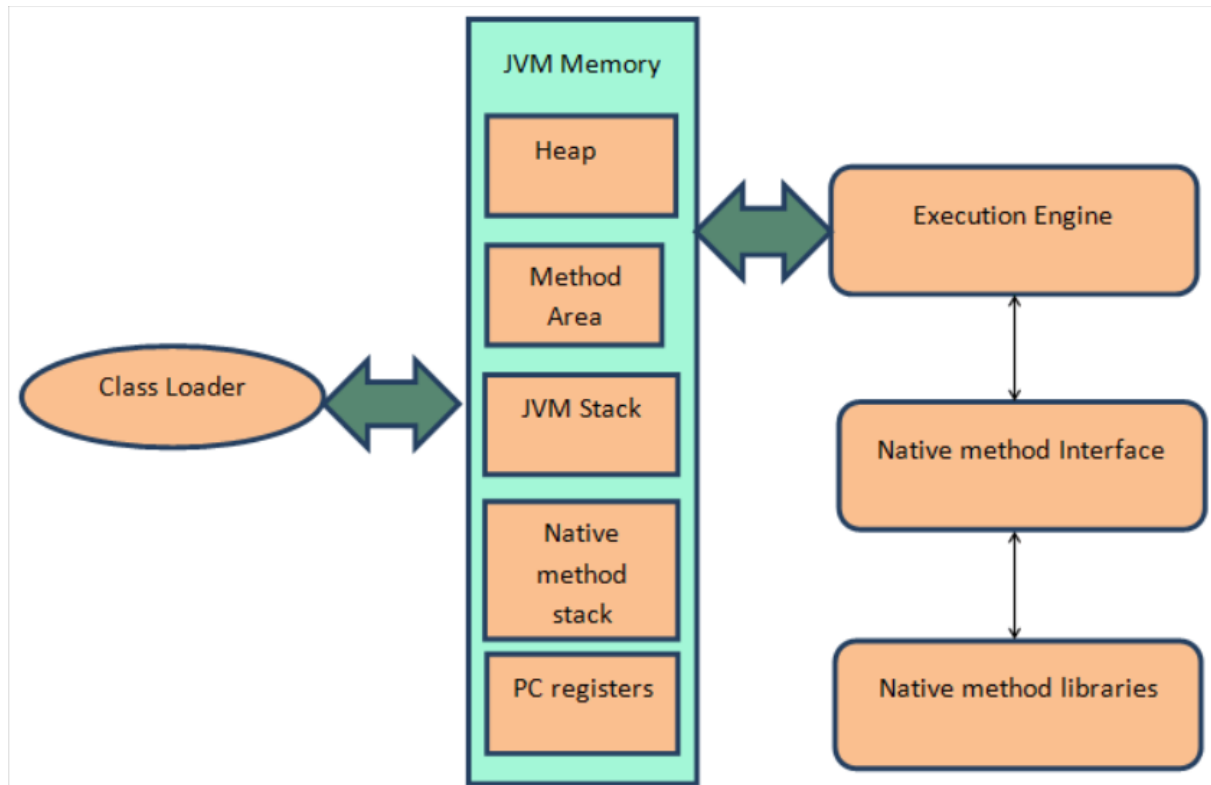 JVM Memory
Heap
Method
Area
JVM Stack
Native
method
stack
PC registers
Class Loader
Execution Engine
Native method Interface
Native method libraries